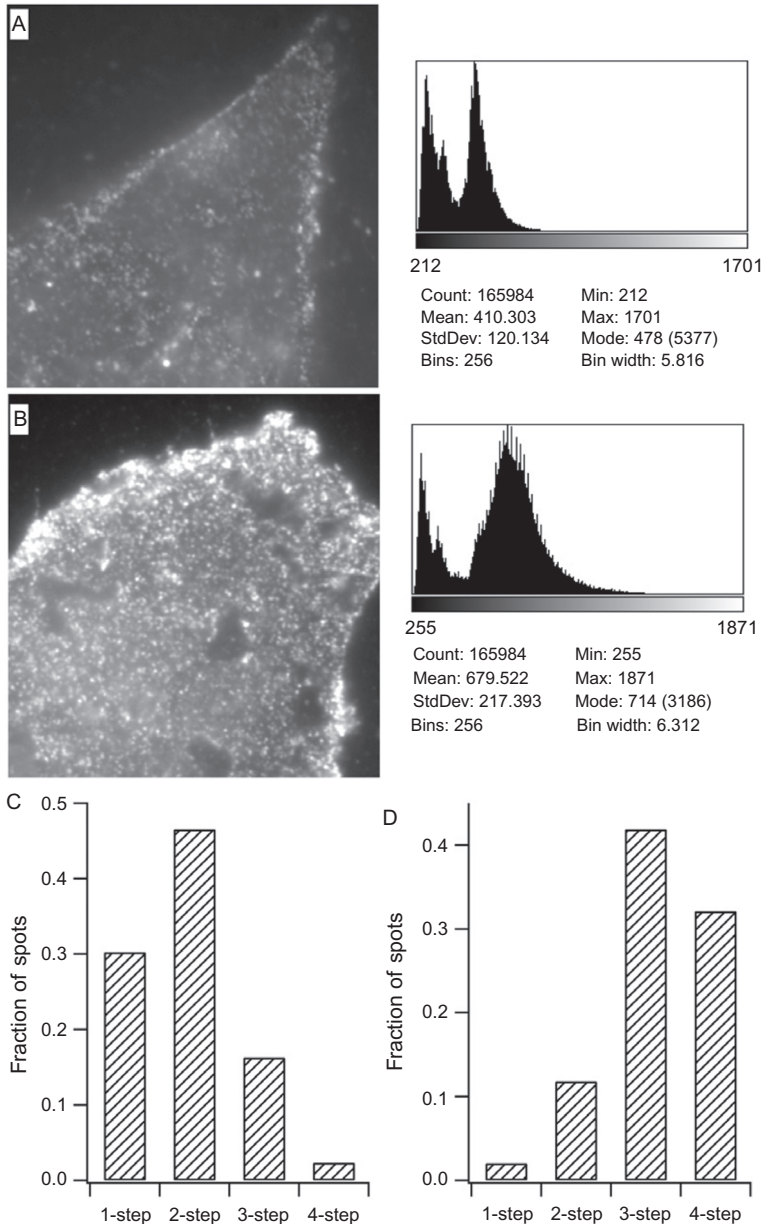 A
212 1701
Count: 165984 Min: 212
Mean: 410.303 Max: 1701
StdDev: 120.134 Mode: 478 (5377)
Bins: 256 Bin width: 5.816
B
255 1871
Count: 165984 Min: 255
Mean: 679.522 Max: 1871
StdDev: 217.393 Mode: 714 (3186)
Bins: 256 Bin width: 6.312
C
Fraction of spots
0.5
0.4
0.3
0.2
0.1
0.0
1-step 2-step 3-step 4-step
D
Fraction of spots
0.4
0.3
0.2
0.1
0.0
1-step 2-step 3-step 4-step